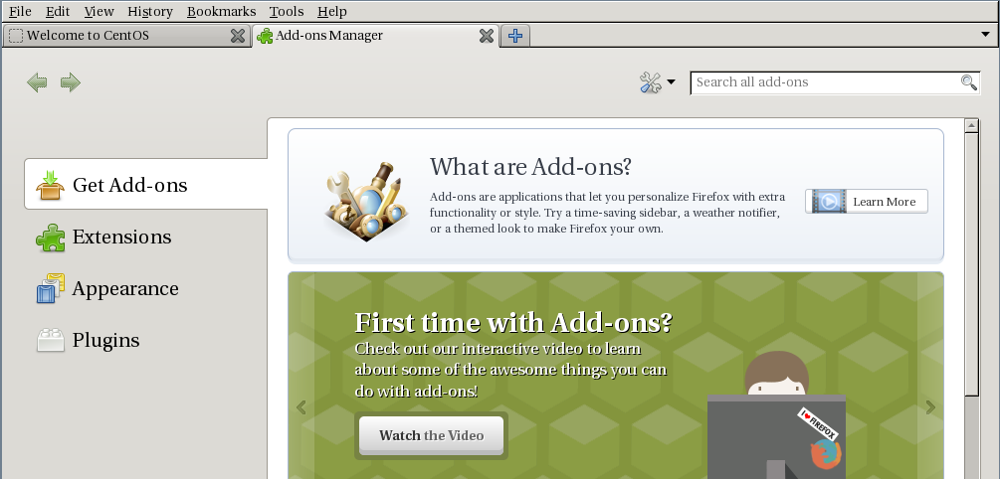 File Edit View History Bookmarks Tools Help
Welcome to CentOS
Add-ons Manager
Search all add-ons
Get Add-ons
Extensions
Appearance
Plugins
What are Add-ons?
Add-ons are applications that let you personalize Firefox with extra
functionality or style. Try a time-saving sidebar, a weather notifier,
or a themed look to make Firefox your own.
Learn More
First time with Add-ons?
Check out our interactive video to learn
about some of the awesome things you can
do with add-ons!
Watch the Video
I ♥ FIREFOX